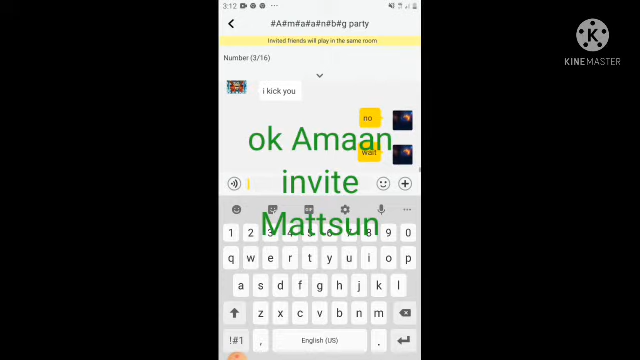 3:12
#A#m#a#a#n#b#g party
Invited friends will play in the same room
Number (3/16)
i kick you
no
wait
ok Amaan
invite
Mattsun
K
KINEMASTER
GIF
1 2 3 4 5 6 7 8 9 0
q w e r t y u i o p
a s d f g h j k l
z x c v b n m
!#1 , English (US) .